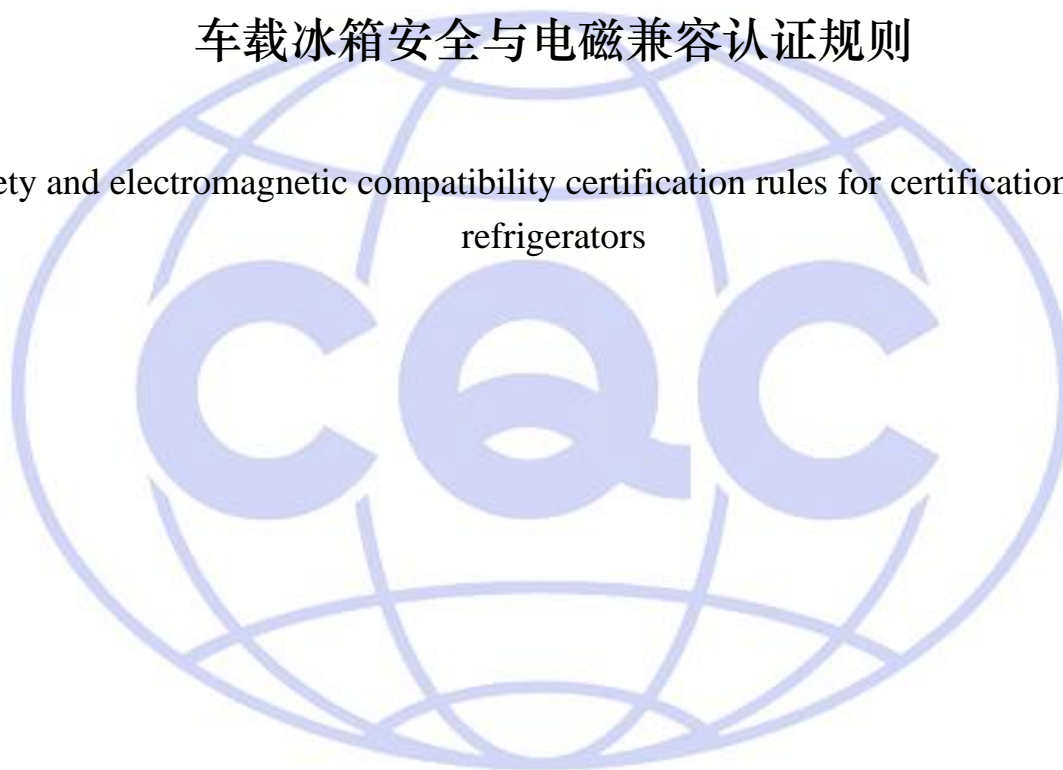 车载冰箱安全与电磁兼容认证规则
ety and electromagnetic compatibility certification rules for certification
refrigerators
CQC